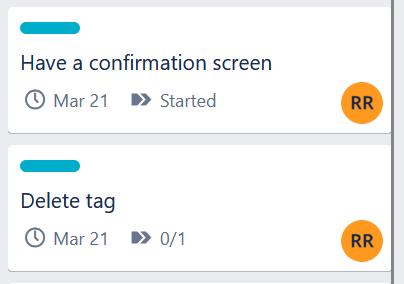 Have a confirmation screen
Mar 21 Started
RR
Delete tag
Mar 21 0/1
RR